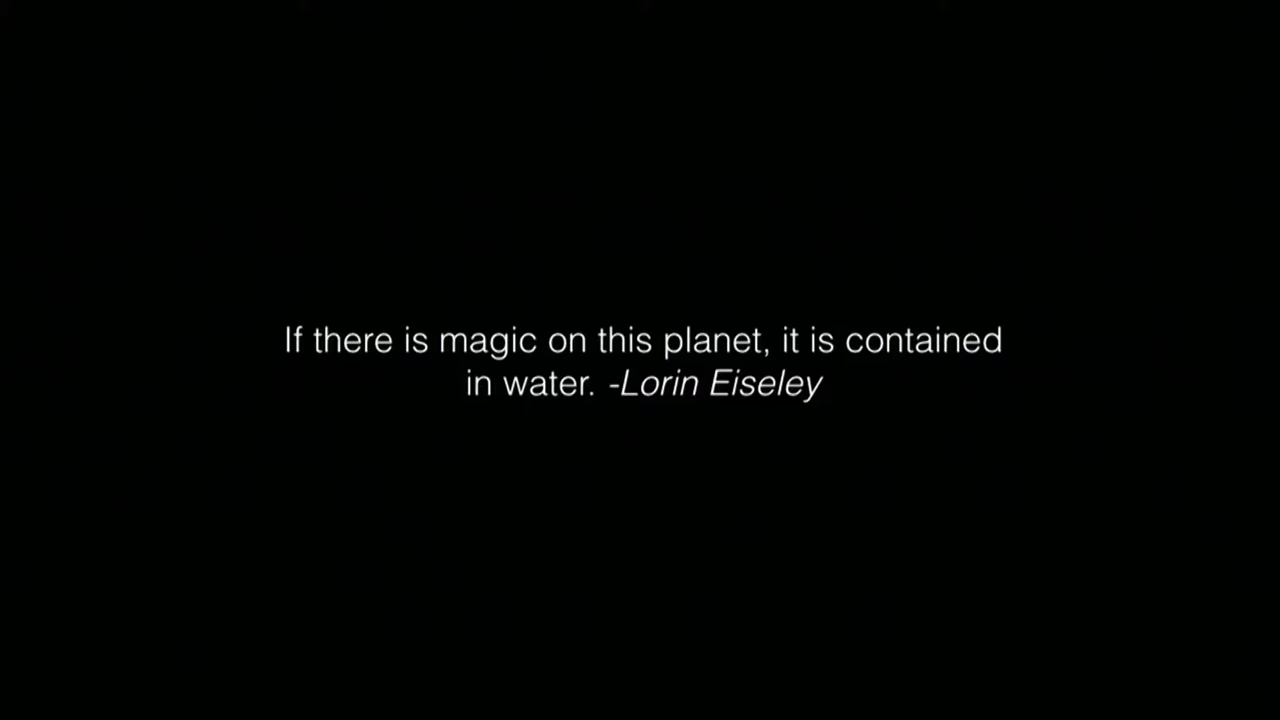 If there is magic on this planet, it is contained
in water. -Lorin Eiseley